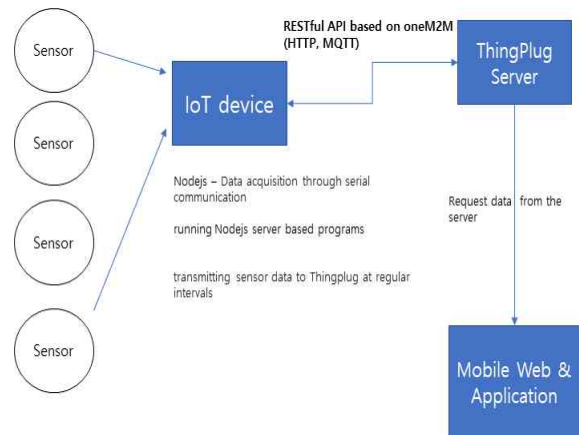 Sensor
Sensor
Sensor
Sensor
IoT device
RESTful API based on oneM2M
(HTTP, MQTT)
ThingPlug
Server
Nodejs – Data acquisition through serial
communication
running Nodejs server based programs
transmitting sensor data to Thingplug at regular
intervals
Request data from the
server
Mobile Web &
Application